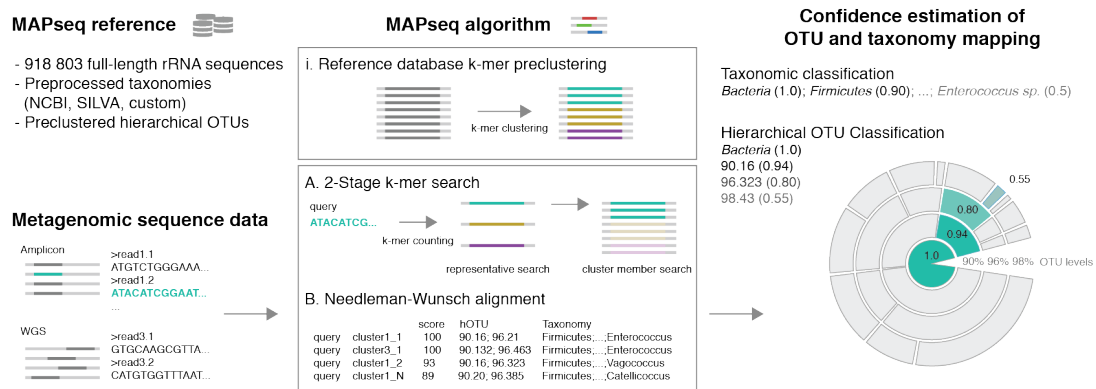 MAPseq reference
- 918 803 full-length rRNA sequences
- Preprocessed taxonomies
(NCBI, SILVA, custom)
- Preclustered hierarchical OTUs
Metagenomic sequence data
Amplicon
>read1.1
ATGTCTGGGAAA...
>read1.2
ATACATCGGAAT...
...
WGS
>read3.1
GTGCAAGCGTTA...
>read3.2
CATGTGGTTTAAT...
MAPseq algorithm
i. Reference database k-mer preclustering
k-mer clustering
A. 2-Stage k-mer search
query
ATACATCG...
k-mer counting
representative search
cluster member search
B. Needleman-Wunsch alignment
score hOTU Taxonomy
query cluster1_1 100 90.16; 96.21 Firmicutes;...;Enterococcus
query cluster3_1 100 90.132; 96.463 Firmicutes;...;Enterococcus
query cluster1_2 93 90.16; 96.323 Firmicutes;...;Vagococcus
query cluster1_N 89 90.20; 96.385 Firmicutes;...;Catellicoccus
Confidence estimation of
OTU and taxonomy mapping
Taxonomic classification
Bacteria (1.0); Firmicutes (0.90); ...; Enterococcus sp. (0.5)
Hierarchical OTU Classification
Bacteria (1.0)
90.16 (0.94)
96.323 (0.80)
98.43 (0.55)
0.55
0.80
0.94
1.0
90% 96% 98% OTU levels